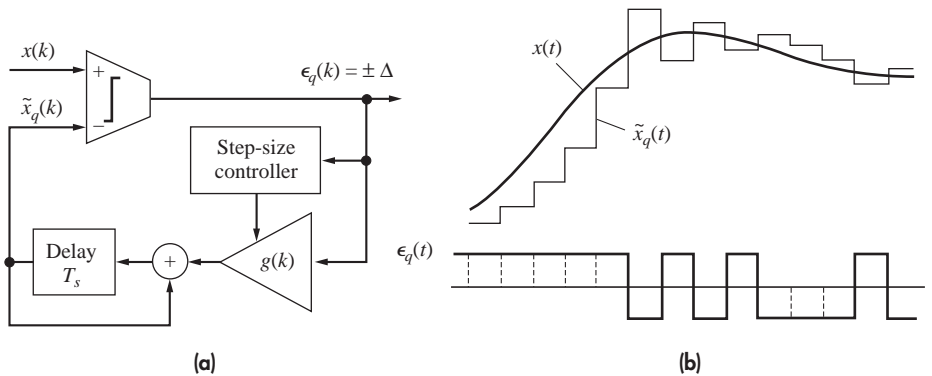 x(k)
+
ϵ_q(k) = ± Δ
x̃_q(k)
−
Step-size
controller
Delay
T_s
+
g(k)
(a)
x(t)
x̃_q(t)
ϵ_q(t)
(b)